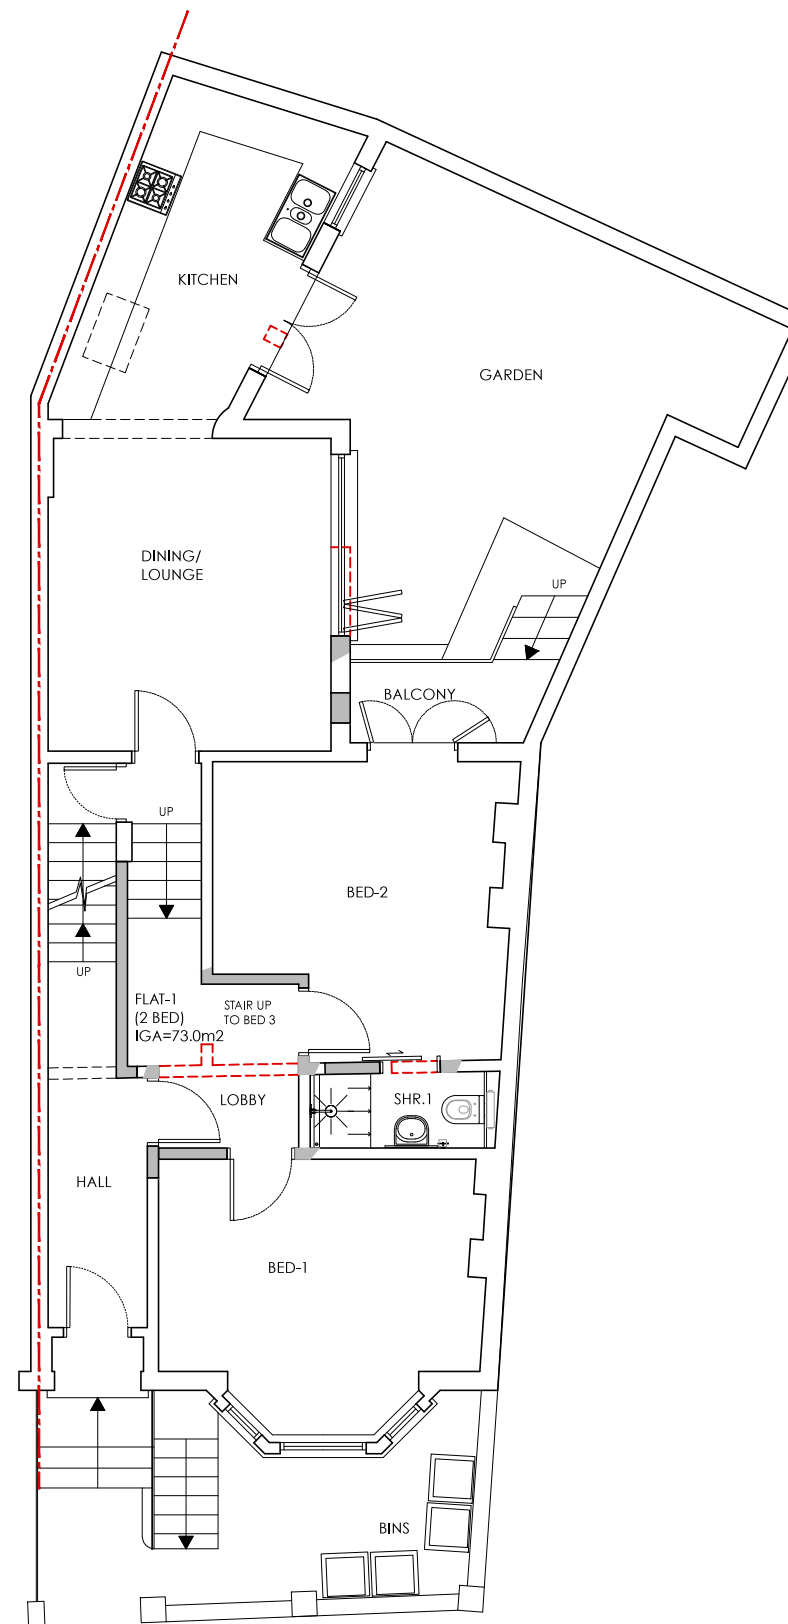 KITCHEN
GARDEN
DINING/
LOUNGE
UP
BALCONY
UP
BED-2
UP
FLAT-1
(2 BED)
IGA=73.0m2
STAIR UP
TO BED 3
LOBBY
SHR.1
HALL
BED-1
BINS